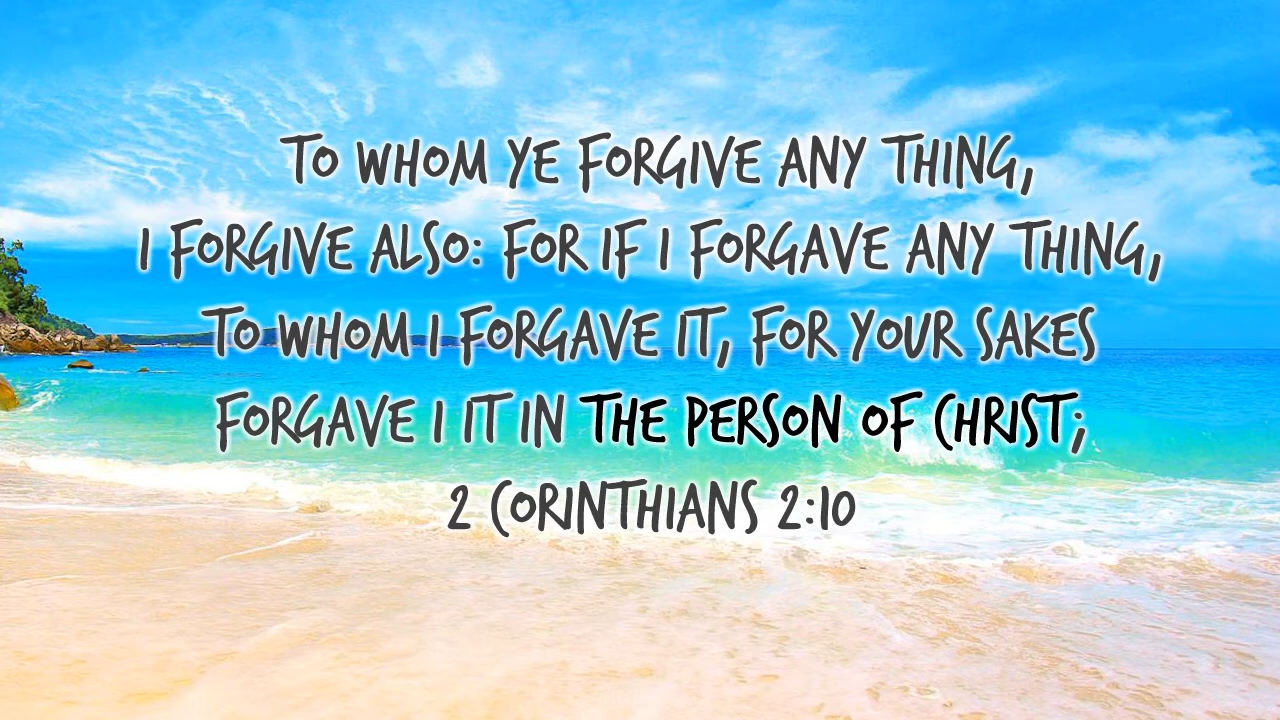 TO WHOM YE FORGIVE ANY THING,
I FORGIVE ALSO: FOR IF I FORGAVE ANY THING,
TO WHOM I FORGAVE IT, FOR YOUR SAKES
FORGAVE I IT IN THE PERSON OF CHRIST;
2 CORINTHIANS 2:10